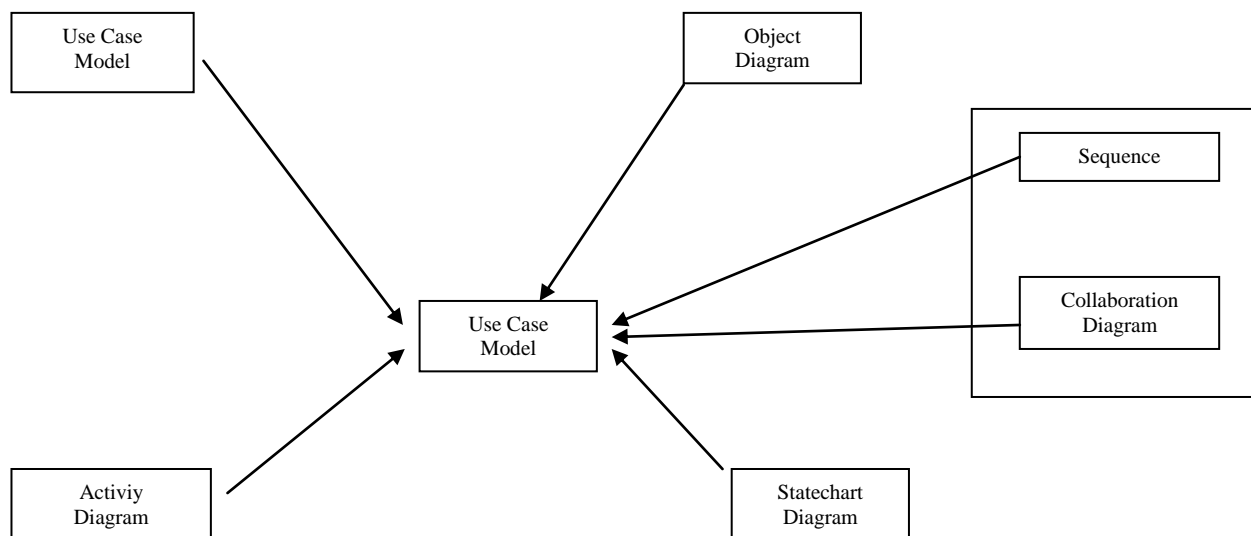 Use Case
Model
Object
Diagram
Sequence
Collaboration
Diagram
Use Case
Model
Activiy
Diagram
Statechart
Diagram